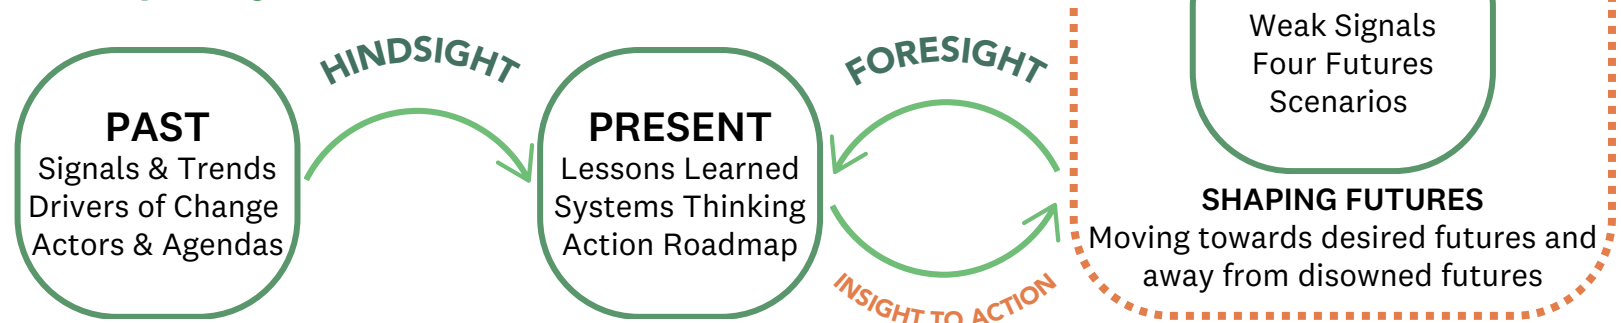 HINDSIGHT
FORESIGHT
PAST
Signals & Trends
Drivers of Change
Actors & Agendas
PRESENT
Lessons Learned
Systems Thinking
Action Roadmap
INSIGHT TO ACTION
Weak Signals
Four Futures
Scenarios
SHAPING FUTURES
Moving towards desired futures and
away from disowned futures